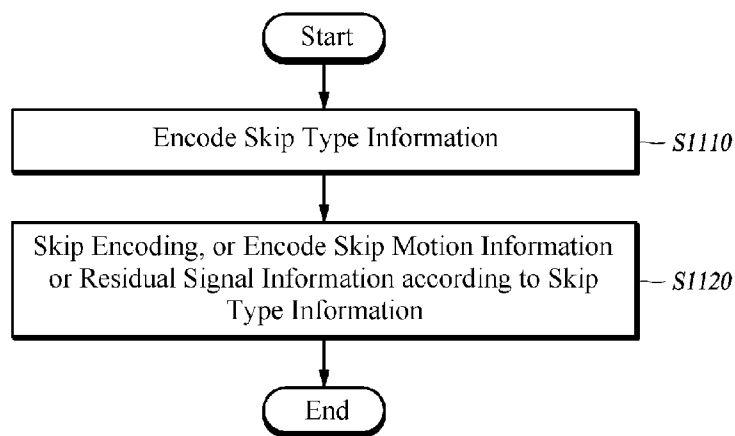 Start
Encode Skip Type Information
S1110
Skip Encoding, or Encode Skip Motion Information
or Residual Signal Information according to Skip
Type Information
S1120
End